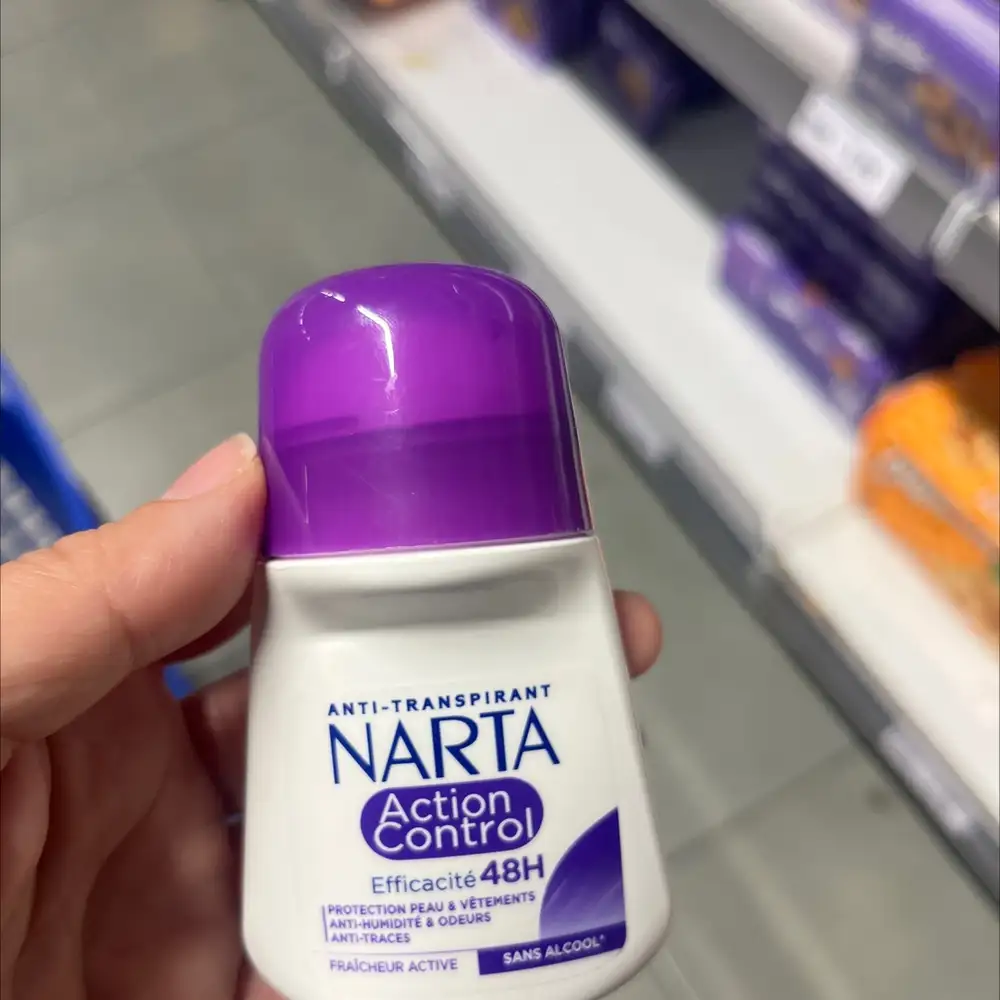 ANTI-TRANSPIRANT
NARTA
Action
Control
Efficacité 48H
PROTECTION PEAU & VÊTEMENTS
ANTI-HUMIDITÉ & ODEURS
ANTI-TRACES
FRAÎCHEUR ACTIVE
SANS ALCOOL*